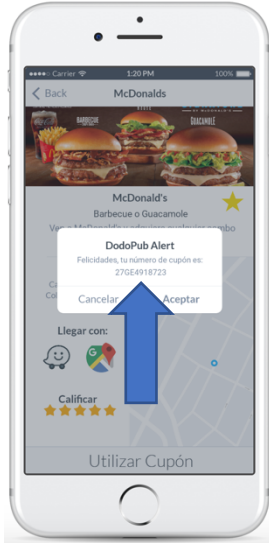 Carrier 1:20 PM 100%
Back McDonalds
BARBECUE GUACAMOLE
McDonald's
Barbecue o Guacamole
DodoPub Alert
Felicidades, tu número de cupón es:
27GE4918723
Cancelar Aceptar
Llegar con:
Calificar
Utilizar Cupón